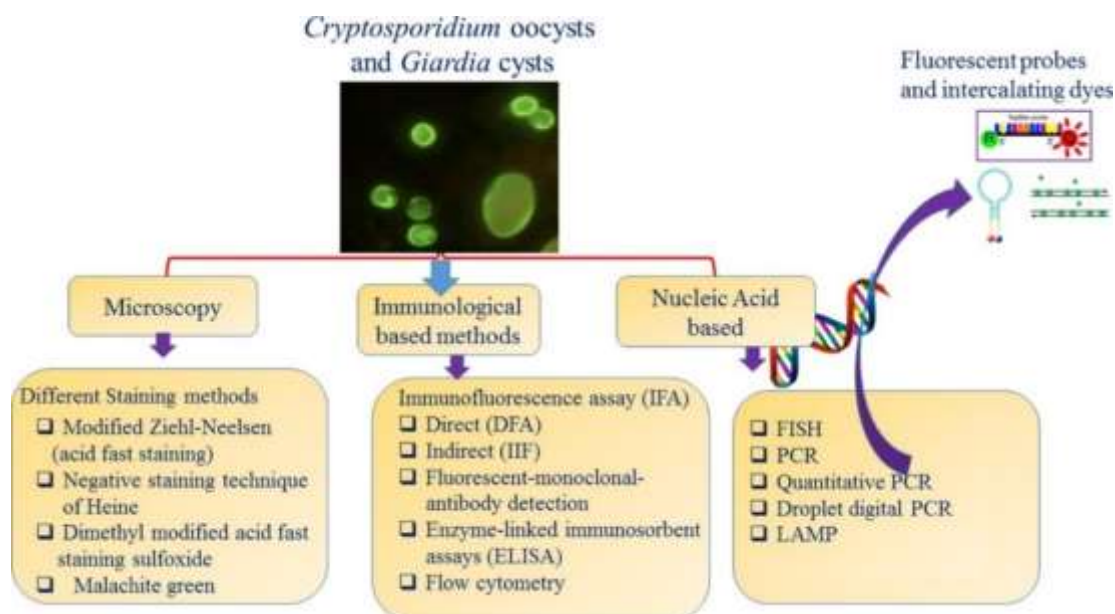 Cryptosporidium oocysts
and Giardia cysts
Fluorescent probes
and intercalating dyes
Microscopy
Immunological
based methods
Nucleic Acid
based
Different Staining methods
❑ Modified Ziehl-Neelsen
(acid fast staining)
❑ Negative staining technique
of Heine
❑ Dimethyl modified acid fast
staining sulfoxide
❑ Malachite green
Immunofluorescence assay (IFA)
❑ Direct (DFA)
❑ Indirect (IIF)
❑ Fluorescent-monoclonal-
antibody detection
❑ Enzyme-linked immunosorbent
assays (ELISA)
❑ Flow cytometry
❑ FISH
❑ PCR
❑ Quantitative PCR
❑ Droplet digital PCR
❑ LAMP